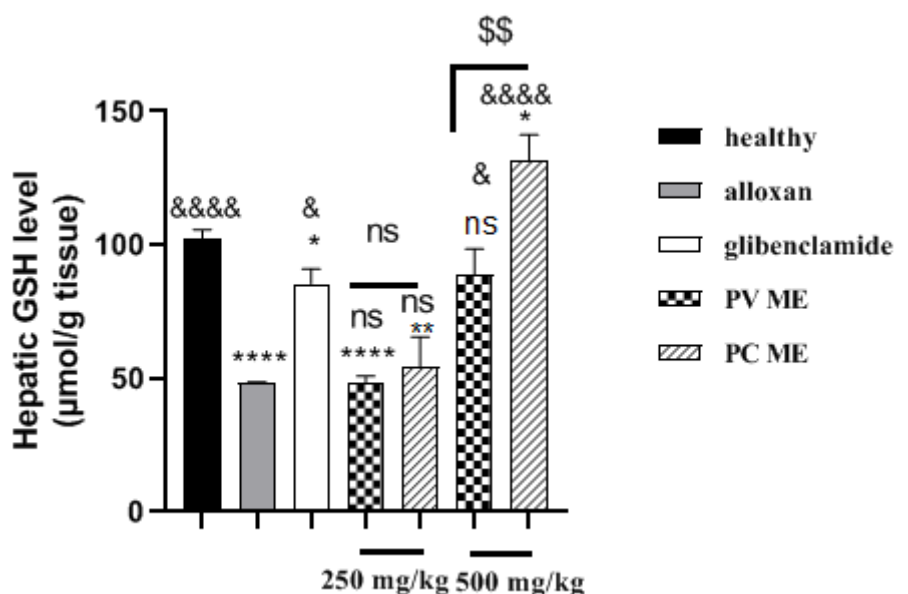 $$
&&&&
*
150
&
&&&&
&
ns
*
ns
100
ns
ns
****
****
**
50
0
Hepatic GSH level
(µmol/g tissue)
250 mg/kg 500 mg/kg
healthy
alloxan
glibenclamide
PV ME
PC ME